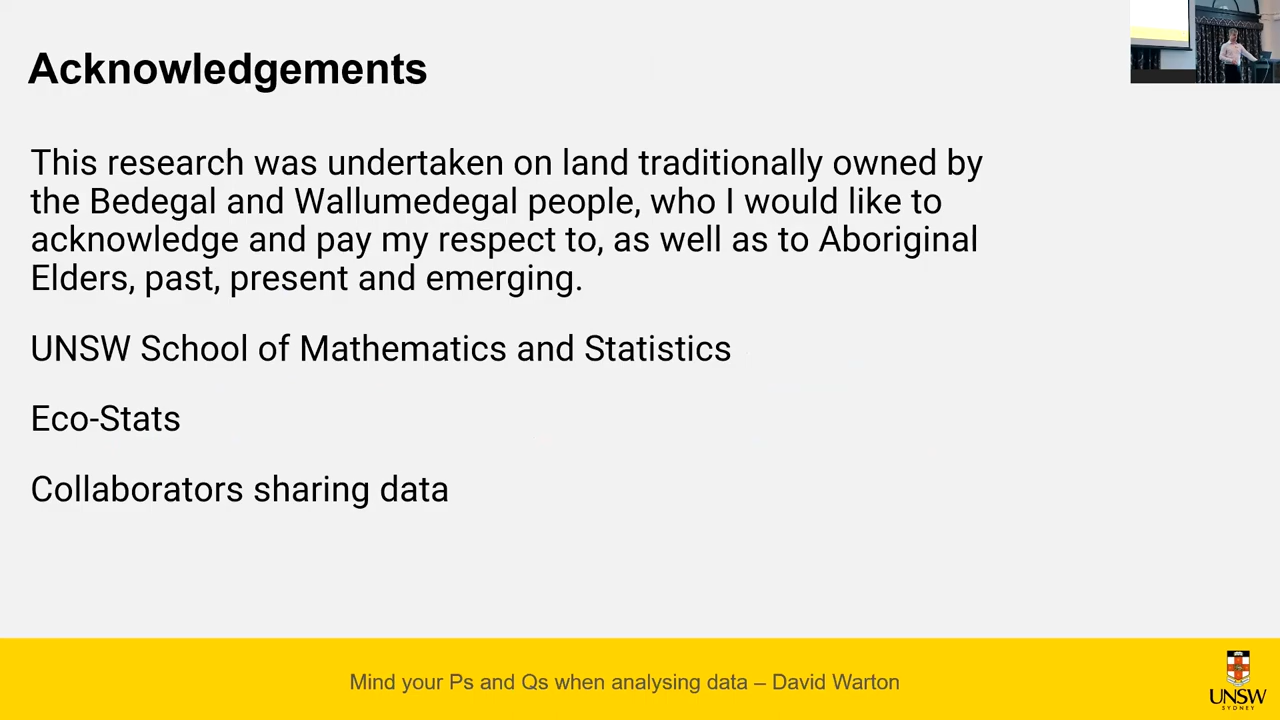 Acknowledgements
This research was undertaken on land traditionally owned by
the Bedegal and Wallumedegal people, who I would like to
acknowledge and pay my respect to, as well as to Aboriginal
Elders, past, present and emerging.
UNSW School of Mathematics and Statistics
Eco-Stats
Collaborators sharing data
Mind your Ps and Qs when analysing data – David Warton
UNSW
SYDNEY